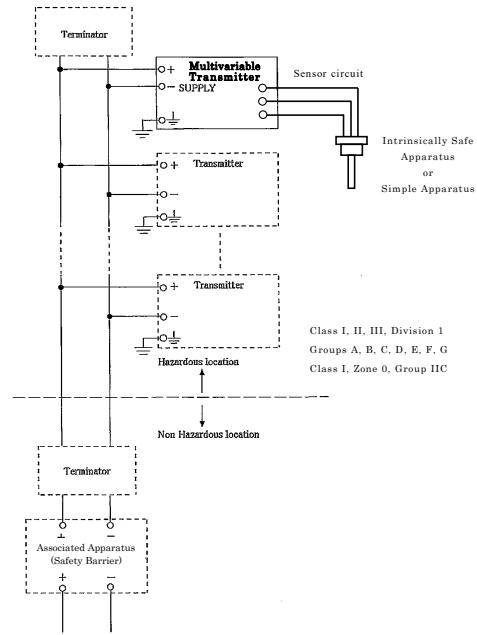 Terminator
Multivariable
Transmitter
+
− SUPPLY
Sensor circuit
Intrinsically Safe
Apparatus
or
Simple Apparatus
+ Transmitter
−
+ Transmitter
−
Class I, II, III, Division 1
Groups A, B, C, D, E, F, G
Class I, Zone 0, Group IIC
Hazardous location
Non Hazardous location
Terminator
+ −
Associated Apparatus
(Safety Barrier)
+ −